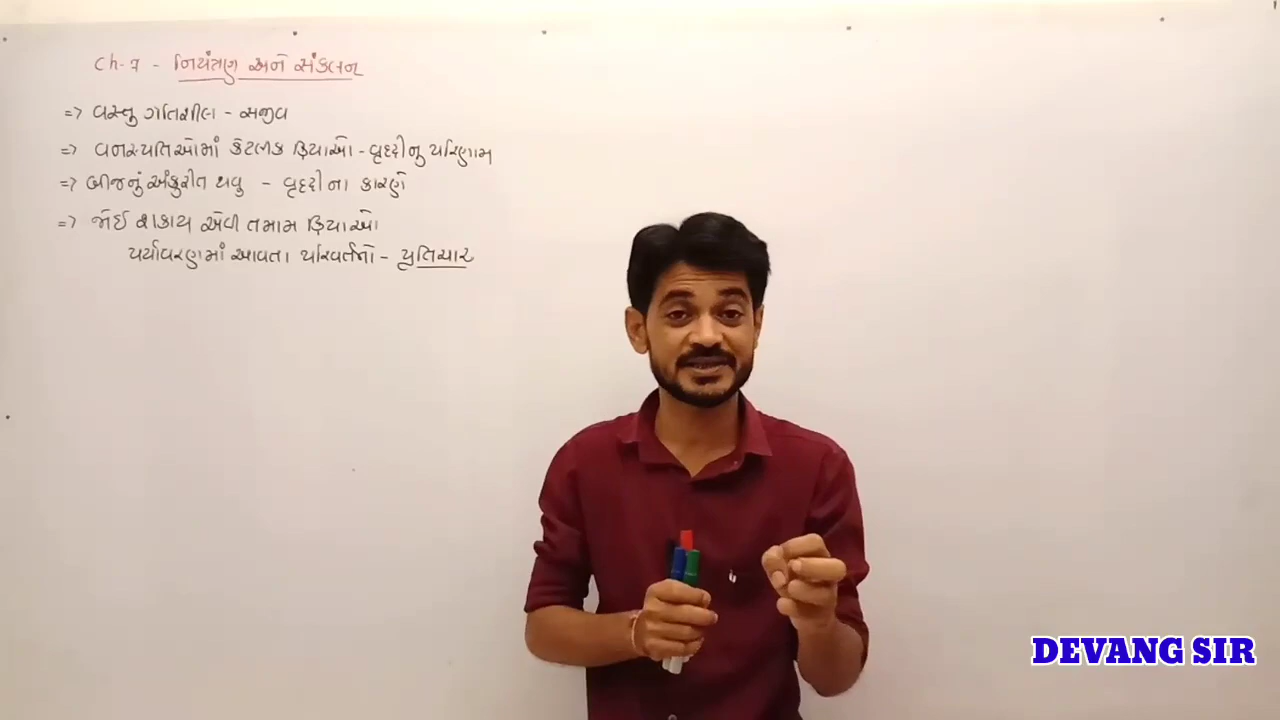 Ch-7 - નિયંત્રણ અને સંકલન
=> વસ્તુ ગતિશીલ - સજીવ
=> વનસ્પતિઓમાં કેટલીક ક્રિયાઓ - વૃદ્દીનુ પરિણામ
=> બીજનું અંકુરીત થવુ - વૃદ્દીના કારણે
=> જોઈ શકાય એવી તમામ ક્રિયાઓ
પર્યાવરણમાં આવતા પરિવર્તનો - પ્રતિચાર
DEVANG SIR